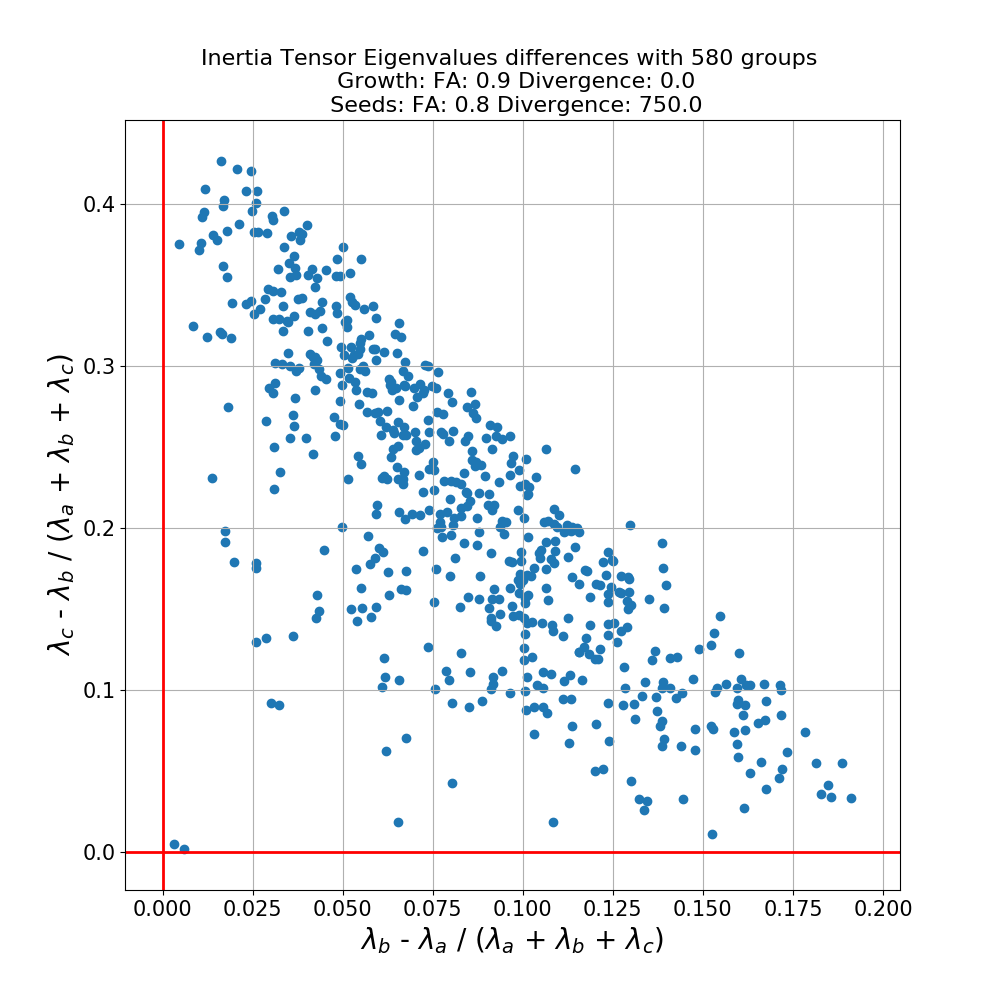 Inertia Tensor Eigenvalues differences with 580 groups
Growth: FA: 0.9 Divergence: 0.0
Seeds: FA: 0.8 Divergence: 750.0
λc - λb / (λa + λb + λc)
0.4
0.3
0.2
0.1
0.0
0.000 0.025 0.050 0.075 0.100 0.125 0.150 0.175 0.200
λb - λa / (λa + λb + λc)